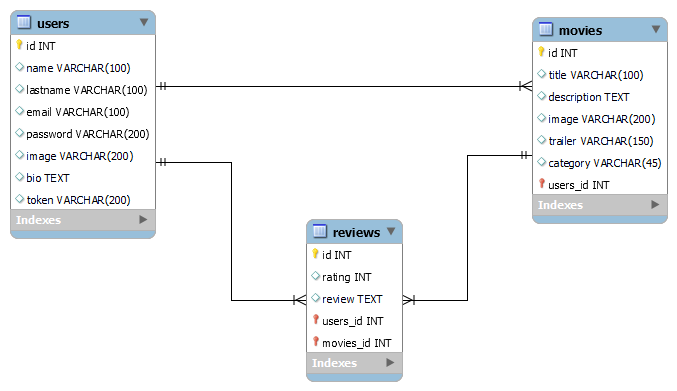 users
id INT
name VARCHAR(100)
lastname VARCHAR(100)
email VARCHAR(100)
password VARCHAR(200)
image VARCHAR(200)
bio TEXT
token VARCHAR(200)
Indexes
movies
id INT
title VARCHAR(100)
description TEXT
image VARCHAR(200)
trailer VARCHAR(150)
category VARCHAR(45)
users_id INT
Indexes
reviews
id INT
rating INT
review TEXT
users_id INT
movies_id INT
Indexes